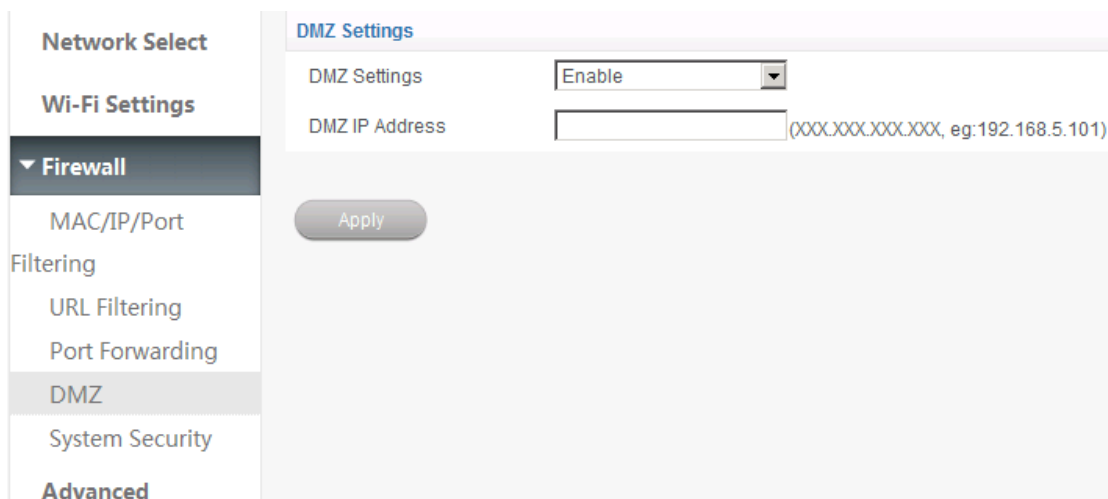 Network Select
Wi-Fi Settings
Firewall
MAC/IP/Port
Filtering
URL Filtering
Port Forwarding
DMZ
System Security
Advanced
DMZ Settings
DMZ Settings Enable
DMZ IP Address (XXX.XXX.XXX.XXX, eg:192.168.5.101)
Apply